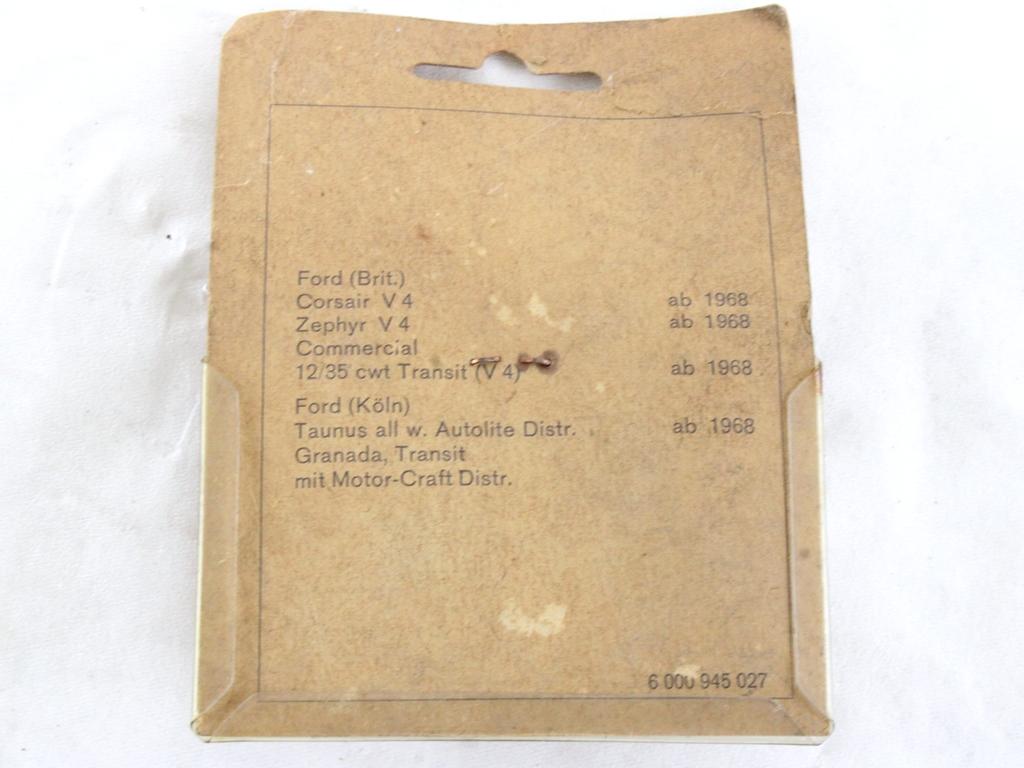 Ford (Brit.)
Corsair V 4 ab 1968
Zephyr V 4 ab 1968
Commercial
12/35 cwt Transit (V 4) ab 1968
Ford (Köln)
Taunus all w. Autolite Distr. ab 1968
Granada, Transit
mit Motor-Craft Distr.
6 000 945 027